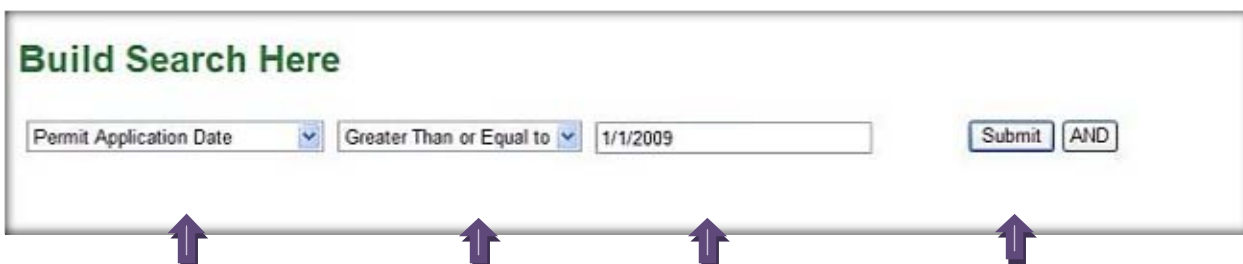 Build Search Here
Permit Application Date Greater Than or Equal to 1/1/2009 Submit AND